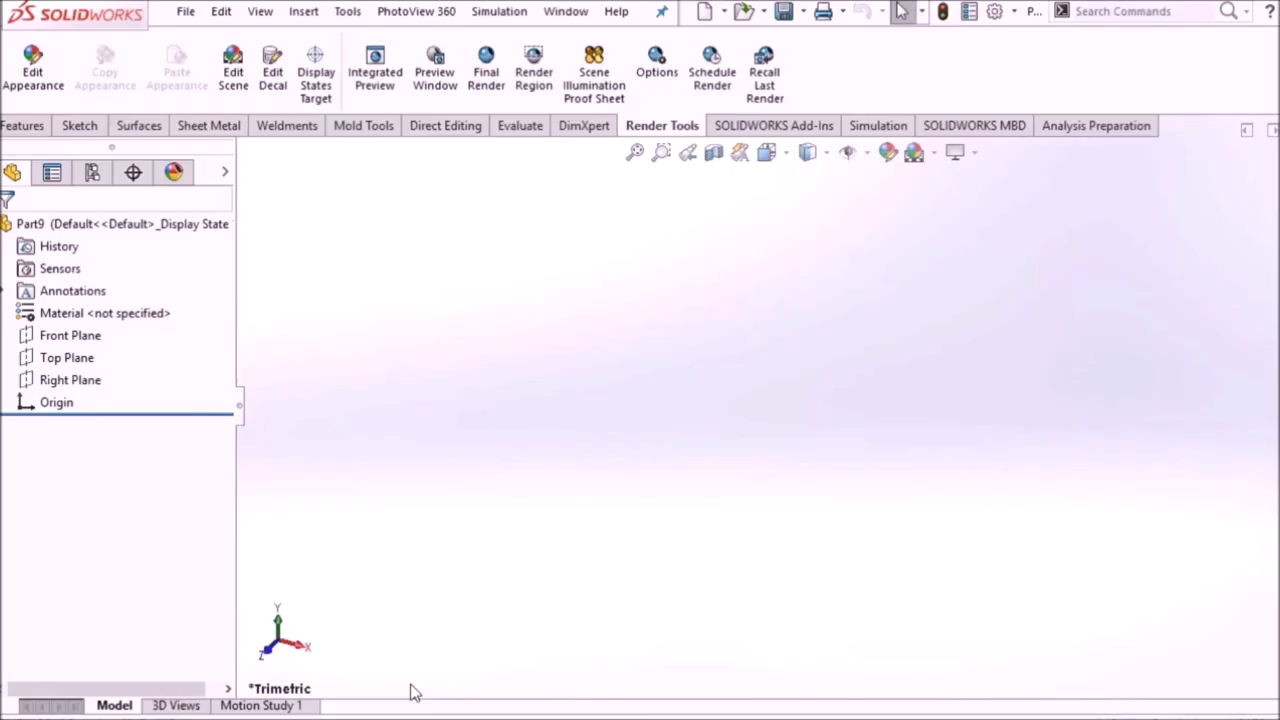 SOLIDWORKS File Edit View Insert Tools PhotoView 360 Simulation Window Help P... Search Commands ?
Edit Appearance
Copy Appearance
Paste Appearance
Edit Scene
Edit Decal
Display States Target
Integrated Preview
Preview Window
Final Render
Render Region
Scene Illumination Proof Sheet
Options
Schedule Render
Recall Last Render
Features Sketch Surfaces Sheet Metal Weldments Mold Tools Direct Editing Evaluate DimXpert Render Tools SOLIDWORKS Add-Ins Simulation SOLIDWORKS MBD Analysis Preparation
Part9 (Default<<Default>_Display State
History
Sensors
Annotations
Material <not specified>
Front Plane
Top Plane
Right Plane
Origin
Y
X
Z
*Trimetric
Model 3D Views Motion Study 1